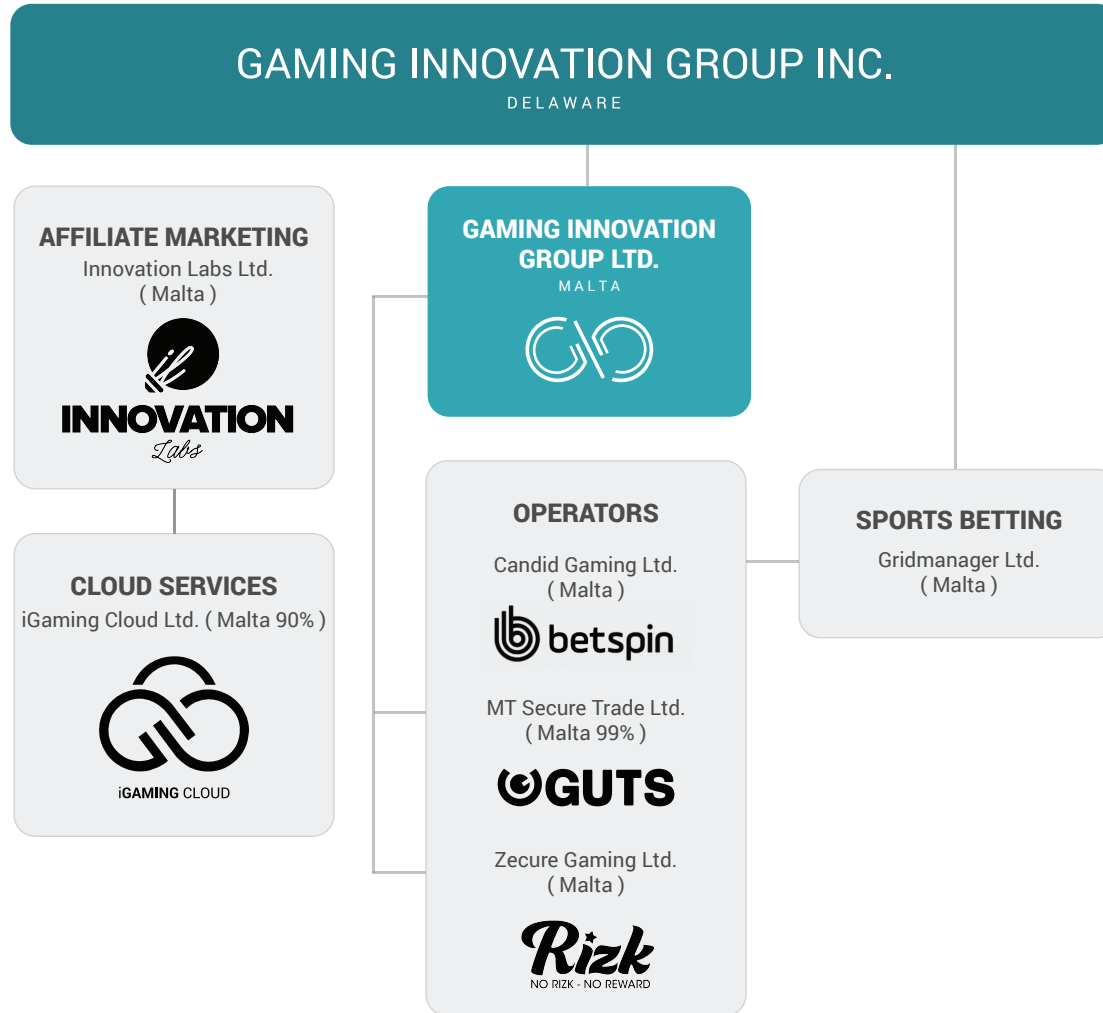 GAMING INNOVATION GROUP INC.
DELAWARE
AFFILIATE MARKETING
Innovation Labs Ltd.
( Malta )
INNOVATION
Labs
CLOUD SERVICES
iGaming Cloud Ltd. ( Malta 90% )
iGAMING CLOUD
GAMING INNOVATION
GROUP LTD.
MALTA
OPERATORS
Candid Gaming Ltd.
( Malta )
betspin
MT Secure Trade Ltd.
( Malta 99% )
GUTS
Zecure Gaming Ltd.
( Malta )
Rizk
NO RIZK - NO REWARD
SPORTS BETTING
Gridmanager Ltd.
( Malta )